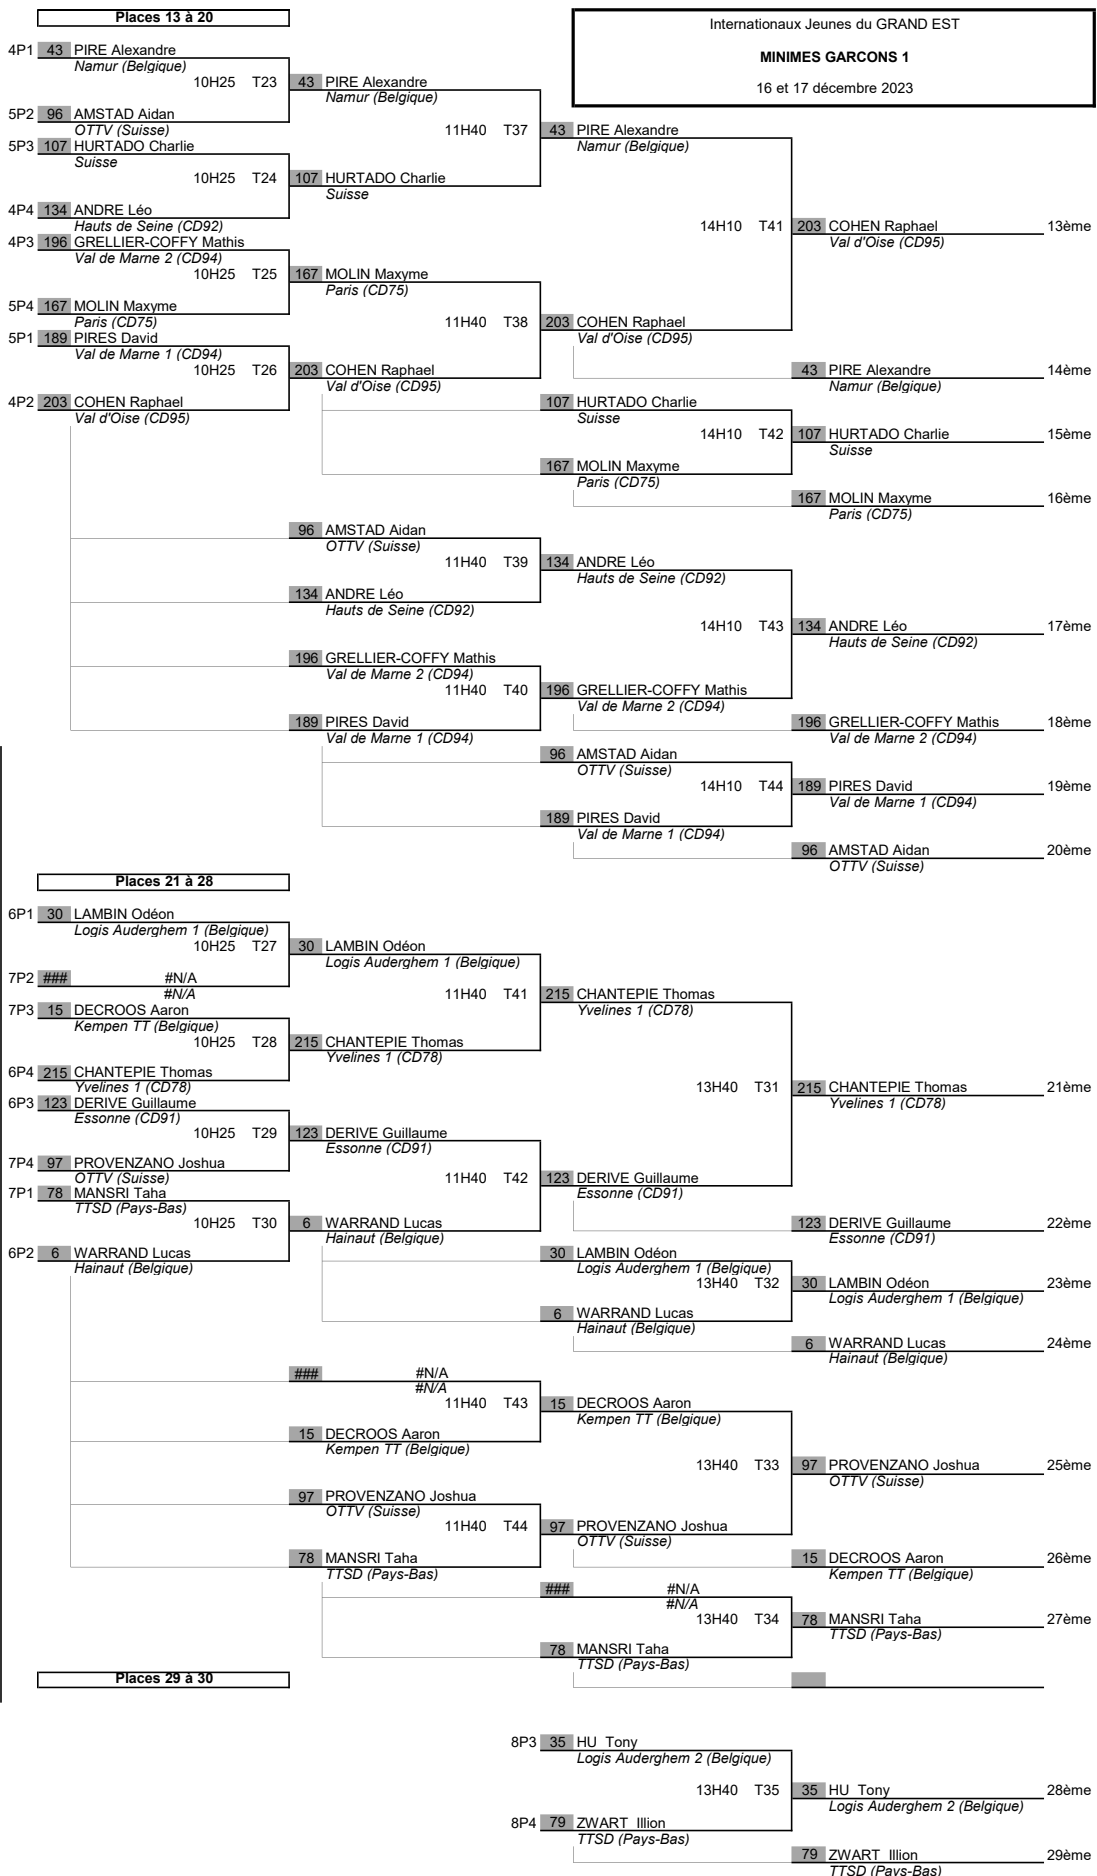 Places 13 à 20
Internationaux Jeunes du GRAND EST
MINIMES GARCONS 1
16 et 17 décembre 2023
4P1 43 PIRE Alexandre
Namur (Belgique)
10H25 T23 43 PIRE Alexandre
Namur (Belgique)
5P2 96 AMSTAD Aidan
OTTV (Suisse)
11H40 T37 43 PIRE Alexandre
Namur (Belgique)
5P3 107 HURTADO Charlie
Suisse
10H25 T24 107 HURTADO Charlie
Suisse
4P4 134 ANDRE Léo
Hauts de Seine (CD92)
14H10 T41 203 COHEN Raphael 13ème
Val d'Oise (CD95)
4P3 196 GRELLIER-COFFY Mathis
Val de Marne 2 (CD94)
10H25 T25 167 MOLIN Maxyme
Paris (CD75)
5P4 167 MOLIN Maxyme
Paris (CD75)
11H40 T38 203 COHEN Raphael
Val d'Oise (CD95)
5P1 189 PIRES David
Val de Marne 1 (CD94)
10H25 T26 203 COHEN Raphael
Val d'Oise (CD95)
43 PIRE Alexandre 14ème
Namur (Belgique)
4P2 203 COHEN Raphael
Val d'Oise (CD95)
107 HURTADO Charlie
Suisse
14H10 T42 107 HURTADO Charlie 15ème
Suisse
167 MOLIN Maxyme
Paris (CD75)
167 MOLIN Maxyme 16ème
Paris (CD75)
96 AMSTAD Aidan
OTTV (Suisse)
11H40 T39 134 ANDRE Léo
Hauts de Seine (CD92)
134 ANDRE Léo
Hauts de Seine (CD92)
14H10 T43 134 ANDRE Léo 17ème
Hauts de Seine (CD92)
196 GRELLIER-COFFY Mathis
Val de Marne 2 (CD94)
11H40 T40 196 GRELLIER-COFFY Mathis
Val de Marne 2 (CD94)
189 PIRES David
Val de Marne 1 (CD94)
196 GRELLIER-COFFY Mathis 18ème
Val de Marne 2 (CD94)
96 AMSTAD Aidan
OTTV (Suisse)
14H10 T44 189 PIRES David 19ème
Val de Marne 1 (CD94)
189 PIRES David
Val de Marne 1 (CD94)
96 AMSTAD Aidan 20ème
OTTV (Suisse)
Places 21 à 28
6P1 30 LAMBIN Odéon
Logis Auderghem 1 (Belgique)
10H25 T27 30 LAMBIN Odéon
Logis Auderghem 1 (Belgique)
7P2 ### #N/A
#N/A
11H40 T41 215 CHANTEPIE Thomas
Yvelines 1 (CD78)
7P3 15 DECROOS Aaron
Kempen TT (Belgique)
10H25 T28 215 CHANTEPIE Thomas
Yvelines 1 (CD78)
6P4 215 CHANTEPIE Thomas
Yvelines 1 (CD78)
13H40 T31 215 CHANTEPIE Thomas 21ème
Yvelines 1 (CD78)
6P3 123 DERIVE Guillaume
Essonne (CD91)
10H25 T29 123 DERIVE Guillaume
Essonne (CD91)
7P4 97 PROVENZANO Joshua
OTTV (Suisse)
11H40 T42 123 DERIVE Guillaume
Essonne (CD91)
7P1 78 MANSRI Taha
TTSD (Pays-Bas)
10H25 T30 6 WARRAND Lucas
Hainaut (Belgique)
123 DERIVE Guillaume 22ème
Essonne (CD91)
6P2 6 WARRAND Lucas
Hainaut (Belgique)
30 LAMBIN Odéon
Logis Auderghem 1 (Belgique)
13H40 T32 30 LAMBIN Odéon 23ème
Logis Auderghem 1 (Belgique)
6 WARRAND Lucas
Hainaut (Belgique)
6 WARRAND Lucas 24ème
Hainaut (Belgique)
### #N/A
#N/A
11H40 T43 15 DECROOS Aaron
Kempen TT (Belgique)
15 DECROOS Aaron
Kempen TT (Belgique)
13H40 T33 97 PROVENZANO Joshua 25ème
OTTV (Suisse)
97 PROVENZANO Joshua
OTTV (Suisse)
11H40 T44 97 PROVENZANO Joshua
OTTV (Suisse)
78 MANSRI Taha
TTSD (Pays-Bas)
15 DECROOS Aaron 26ème
Kempen TT (Belgique)
### #N/A
#N/A
13H40 T34 78 MANSRI Taha 27ème
TTSD (Pays-Bas)
78 MANSRI Taha
TTSD (Pays-Bas)
Places 29 à 30
8P3 35 HU Tony
Logis Auderghem 2 (Belgique)
13H40 T35 35 HU Tony 28ème
Logis Auderghem 2 (Belgique)
8P4 79 ZWART Illion
TTSD (Pays-Bas)
79 ZWART Illion 29ème
TTSD (Pays-Bas)